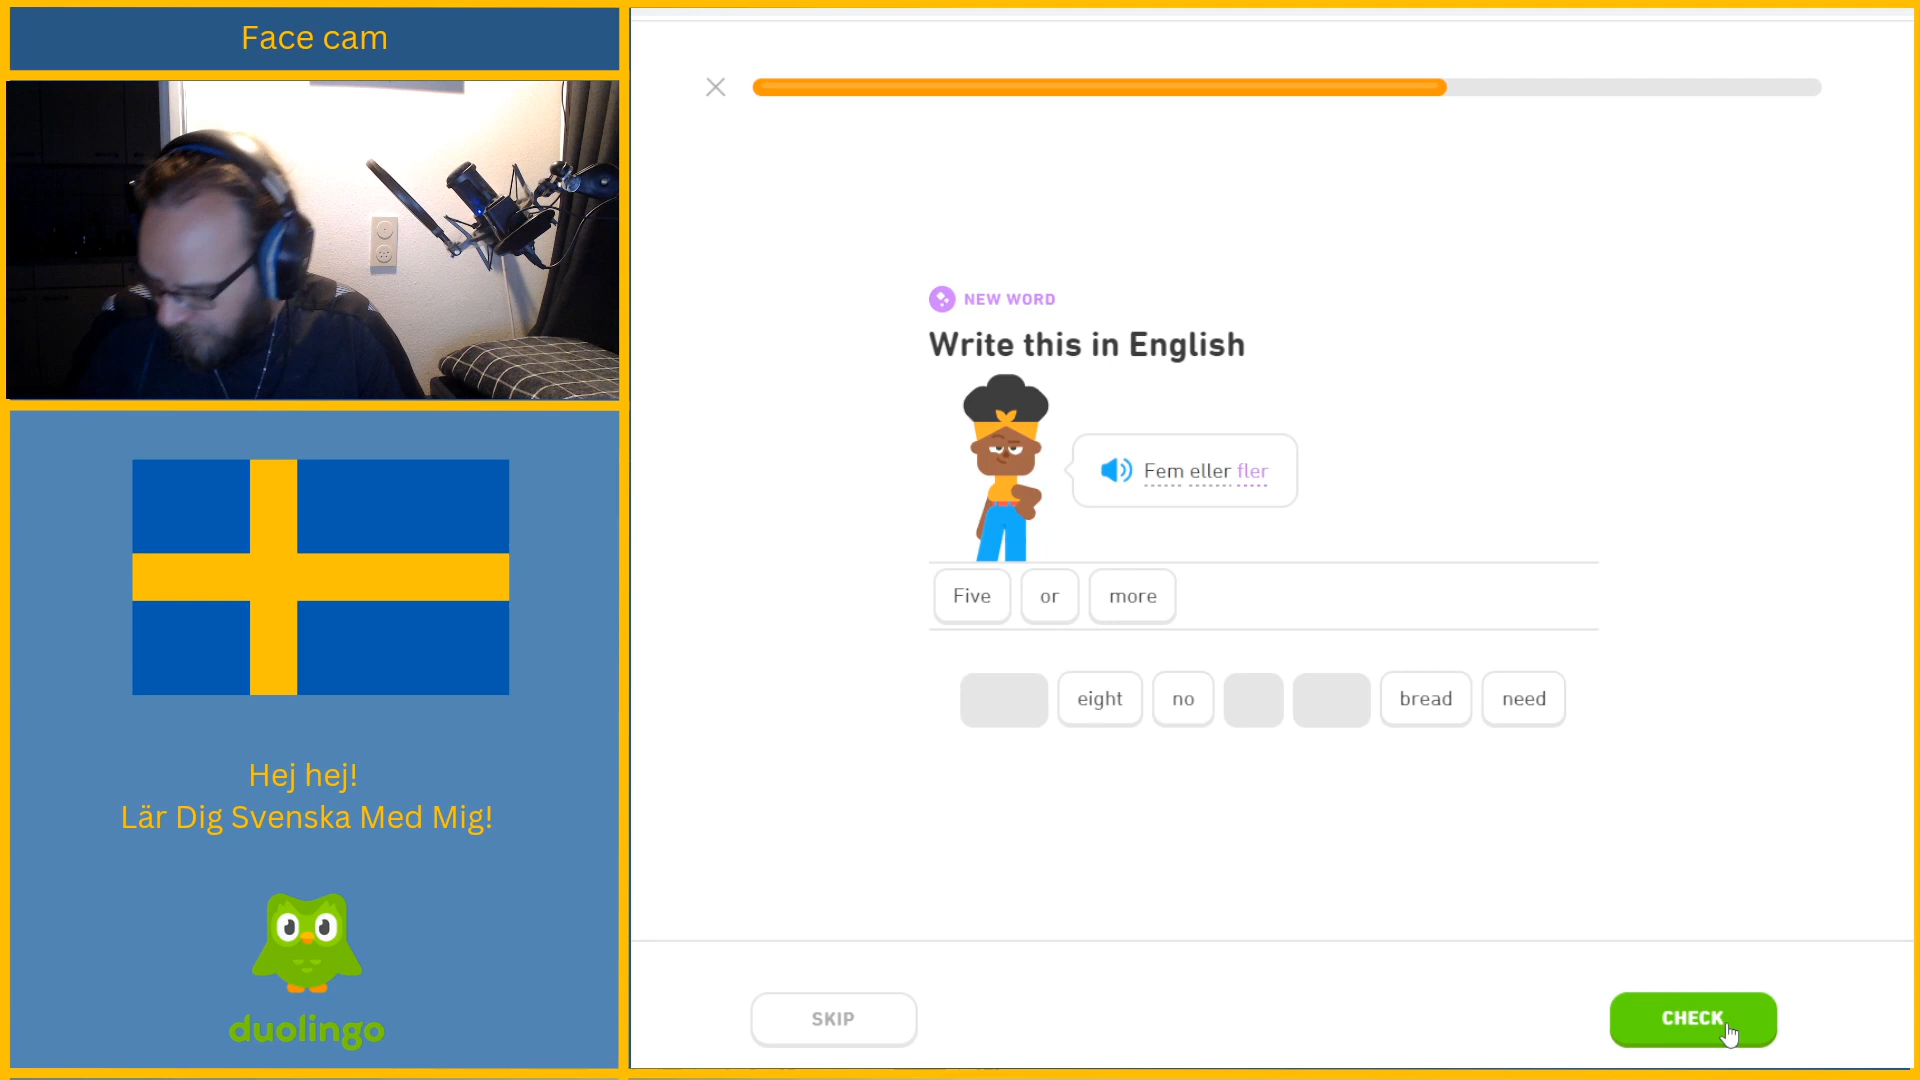 Face cam
Hej hej!
Lär Dig Svenska Med Mig!
duolingo
NEW WORD
Write this in English
Fem eller fler
Five or more
eight no bread need
SKIP
CHECK